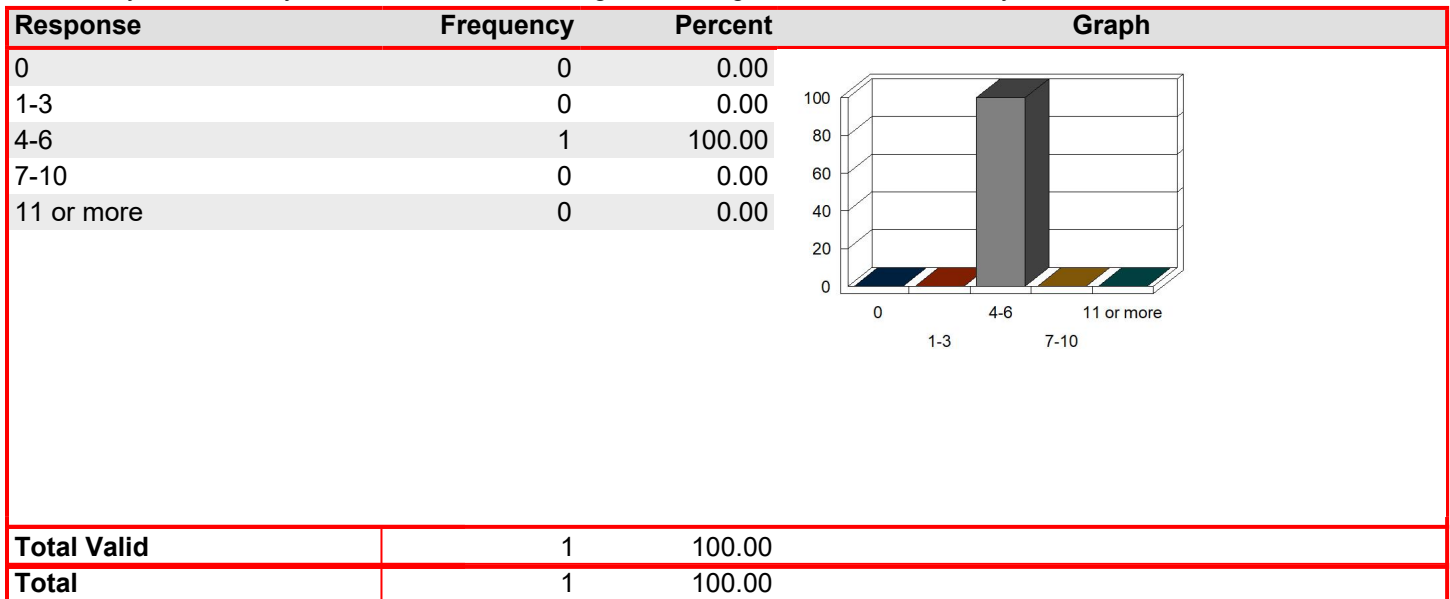 Response Frequency Percent Graph
0 0 0.00
1-3 0 0.00
4-6 1 100.00
7-10 0 0.00
11 or more 0 0.00
100
80
60
40
20
0
0 4-6 11 or more
1-3 7-10
Total Valid 1 100.00
Total 1 100.00